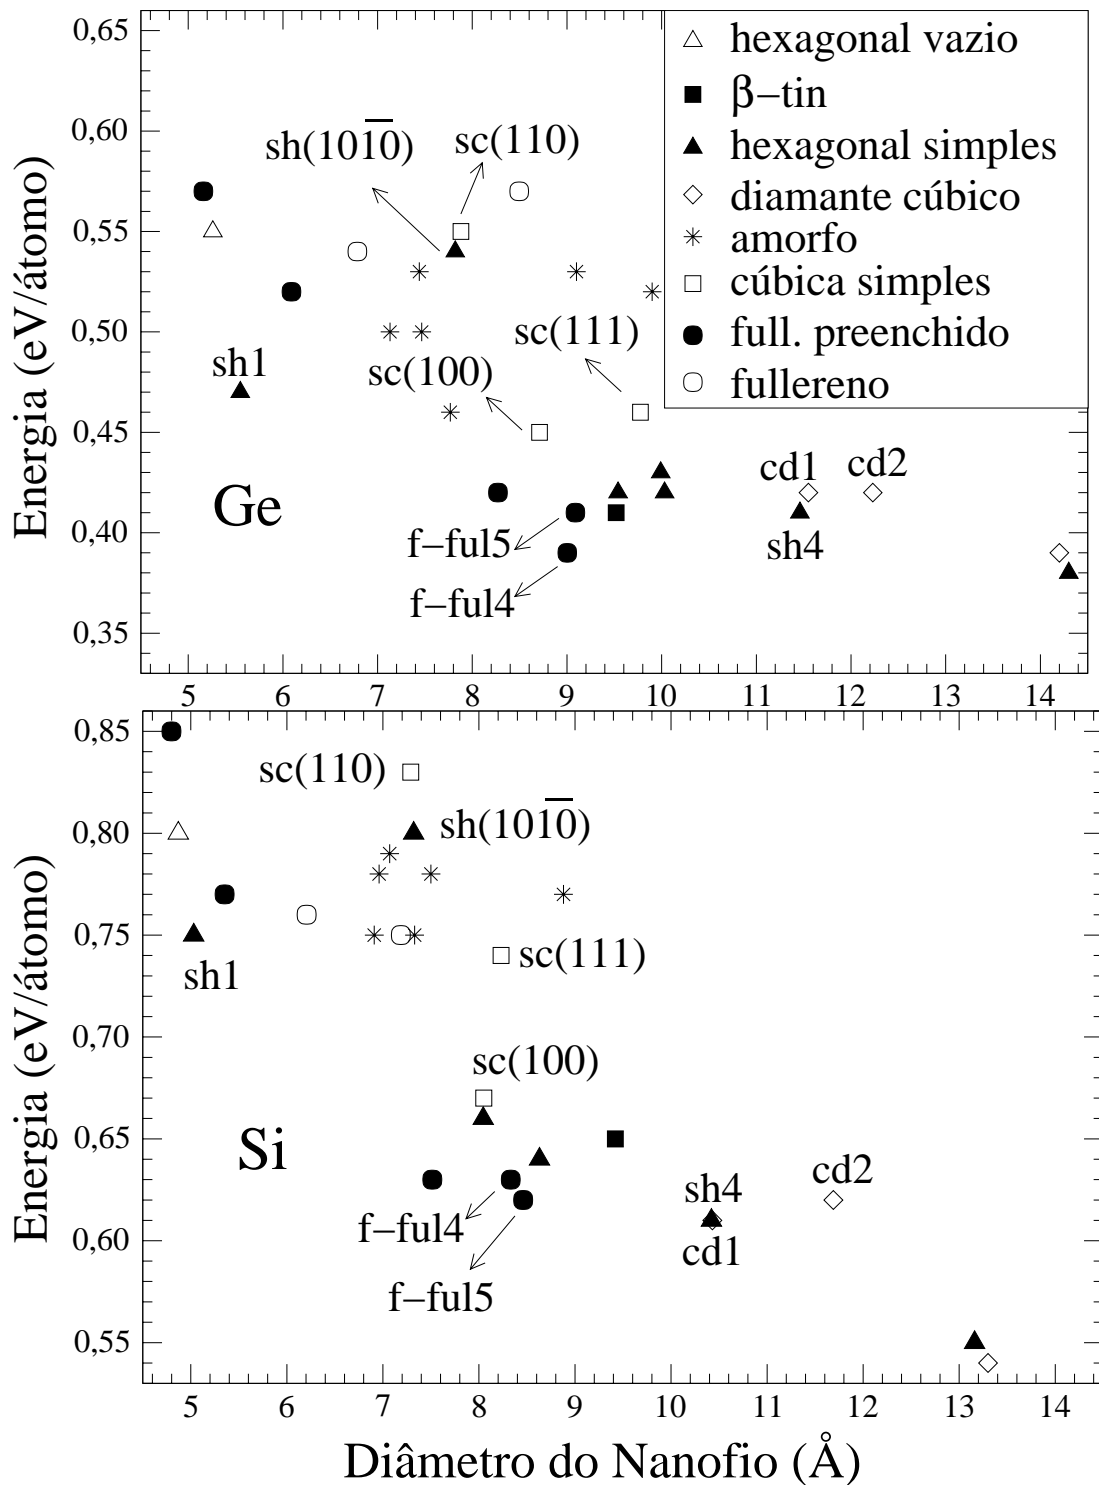 Energia (eV/átomo)
0,65
0,60
0,55
0,50
0,45
0,40
0,35
hexagonal vazio
β−tin
hexagonal simples
diamante cúbico
amorfo
cúbica simples
full. preenchido
fullereno
sh(101̅0̅)
sc(110)
sh1
sc(111)
sc(100)
cd1
cd2
Ge
f−ful5
sh4
f−ful4
5 6 7 8 9 10 11 12 13 14
Energia (eV/átomo)
0,85
0,80
0,75
0,70
0,65
0,60
0,55
sc(110)
sh(101̅0̅)
sh1
sc(111)
sc(100)
Si
sh4
cd2
f−ful4
cd1
f−ful5
5 6 7 8 9 10 11 12 13 14
Diâmetro do Nanofio (Å)